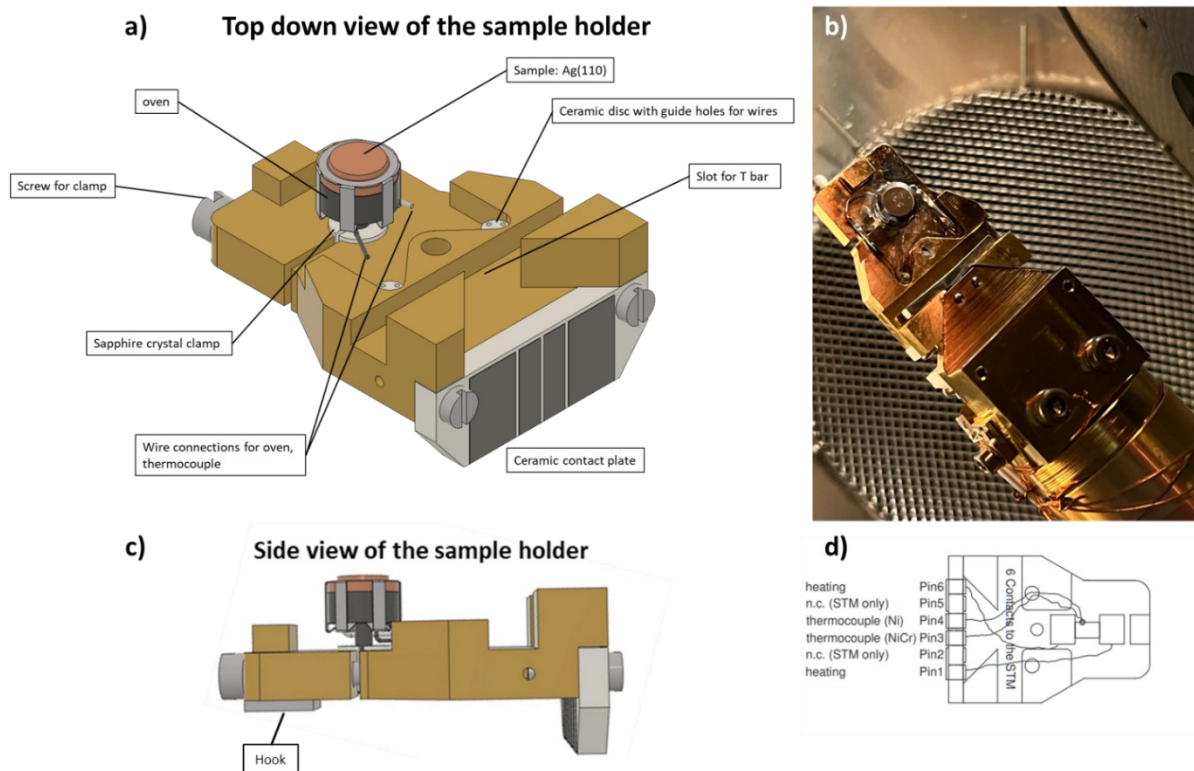 a)
Top down view of the sample holder
Sample: Ag(110)
oven
Ceramic disc with guide holes for wires
Screw for clamp
Slot for T bar
Sapphire crystal clamp
Wire connections for oven,
thermocouple
Ceramic contact plate
b)
c)
Side view of the sample holder
Hook
d)
heating Pin6
n.c. (STM only) Pin5
thermocouple (Ni) Pin4
thermocouple (NiCr) Pin3
n.c. (STM only) Pin2
heating Pin1
6 Contacts to the STM